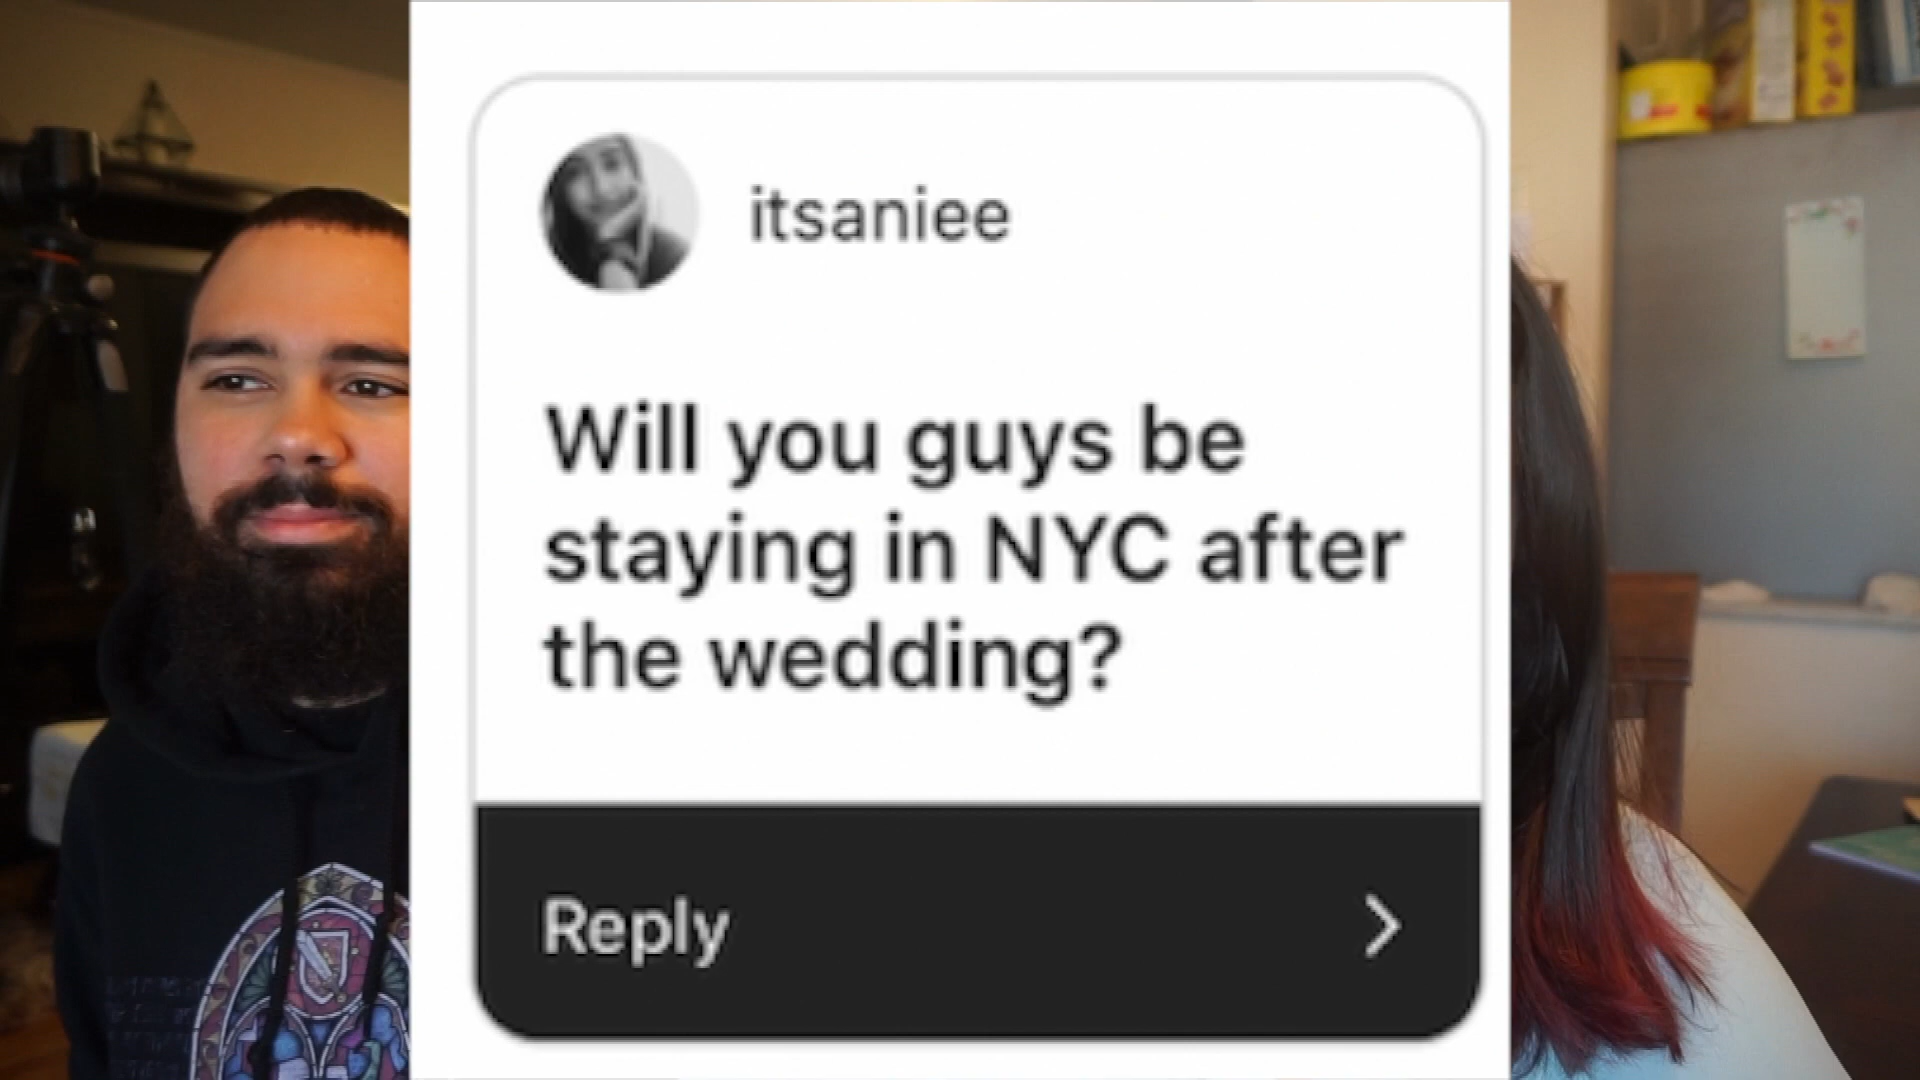 itsaniee
Will you guys be
staying in NYC after
the wedding?
Reply